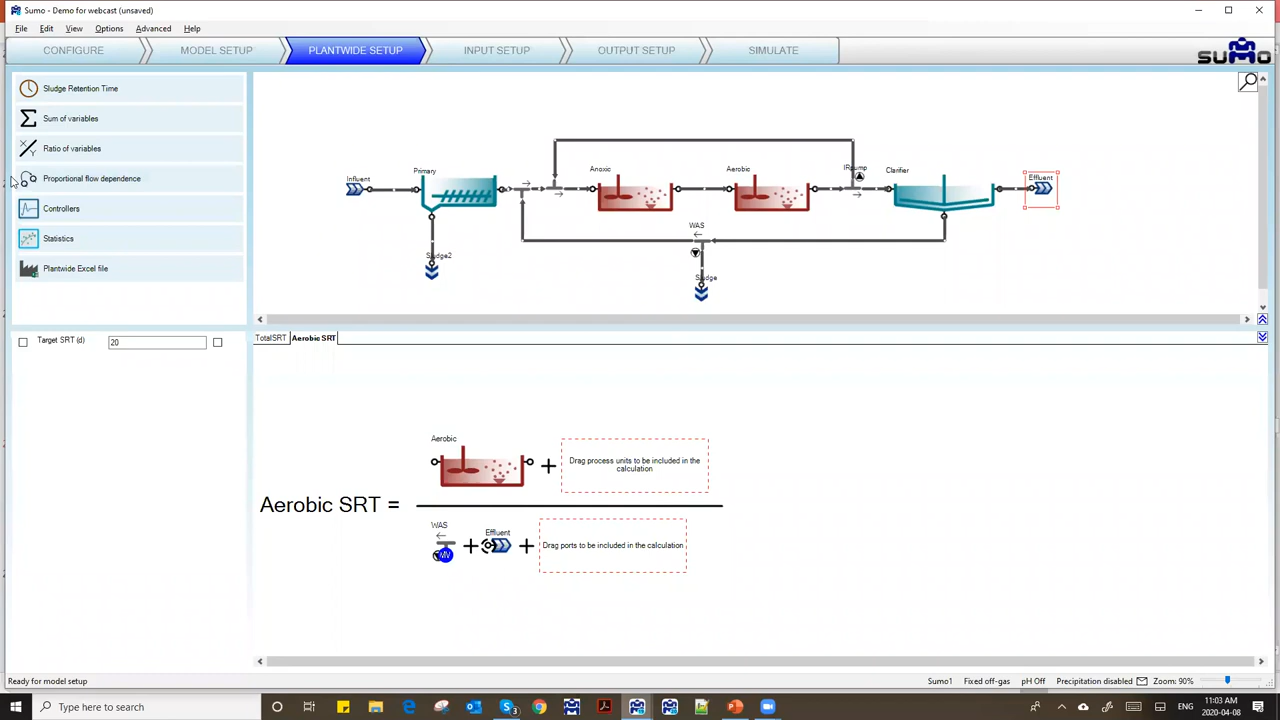 Sumo - Demo for webcast (unsaved)
File Edit View Options Advanced Help
CONFIGURE MODEL SETUP PLANTWIDE SETUP INPUT SETUP OUTPUT SETUP SIMULATE
sumo
Sludge Retention Time
Sum of variables
X/Y Ratio of variables
Proportional flow dependence
Controllers
Statistics
Plantwide Excel file
Influent
Primary
Anoxic
Aerobic
IRpump
Clarifier
Effluent
WAS
Sludge2
Sludge
Target SRT (d) 20
TotalSRT Aerobic SRT
Aerobic
+
Drag process units to be included in the
calculation
Aerobic SRT =
WAS
MV
+
Effluent
+
Drag ports to be included in the calculation
Ready for model setup
Sumo1 Fixed off-gas pH Off Precipitation disabled Zoom: 90%
Type here to search
11:03 AM
2020-04-08